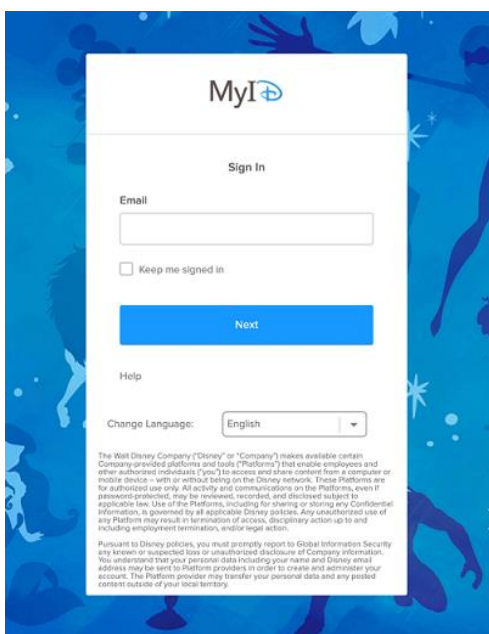 MyID
Sign In
Email
Keep me signed in
Next
Help
Change Language: English
The Walt Disney Company ("Disney" or "Company") makes available certain
Company-provided platforms and tools ("Platforms") that enable employees and
other authorized individuals ("you") to access and share content from a computer or
mobile device – with or without being on the Disney network. These Platforms are
for authorized use only. All activity and communications on the Platforms, even if
password-protected, may be reviewed, recorded, and disclosed subject to
applicable law. Use of the Platforms, including for sharing or storing any Confidential
Information, is governed by all applicable Disney policies. Any unauthorized use of
any Platform may result in termination of access, disciplinary action up to and
including employment termination, and/or legal action.
Pursuant to Disney policies, you must promptly report to Global Information Security
any known or suspected loss or unauthorized disclosure of Company information.
You understand that your personal data including your name and Disney email
address may be sent to Platform providers in order to create and administer your
account. The Platform provider may transfer your personal data and any posted
content outside of your local territory.